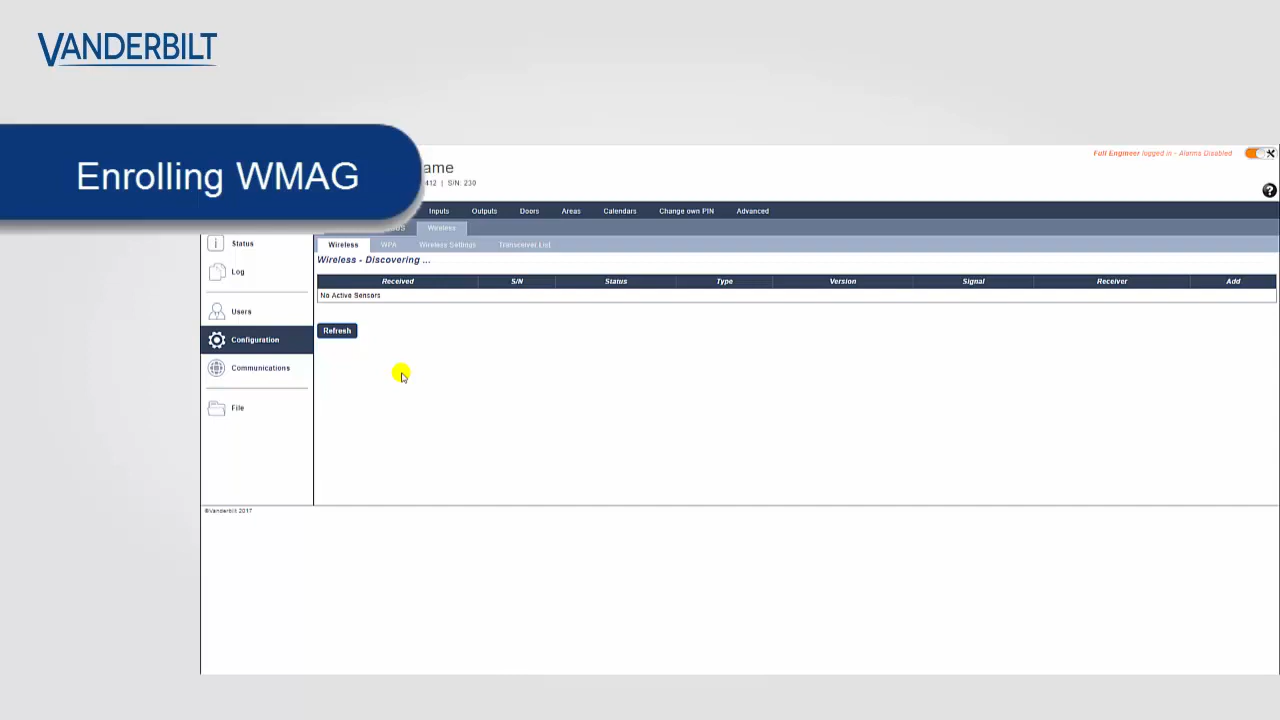 VANDERBILT
Enrolling WMAG
ame
Full Engineer logged in - Alarms Disabled
412 | S/N: 230
Inputs Outputs Doors Areas Calendars Change own PIN Advanced
Wireless
Status
Wireless WPA Wireless Settings Transceiver List
Wireless - Discovering ...
Log
Received S/N Status Type Version Signal Receiver Add
No Active Sensors
Users
Refresh
Configuration
Communications
File
©Vanderbilt 2017